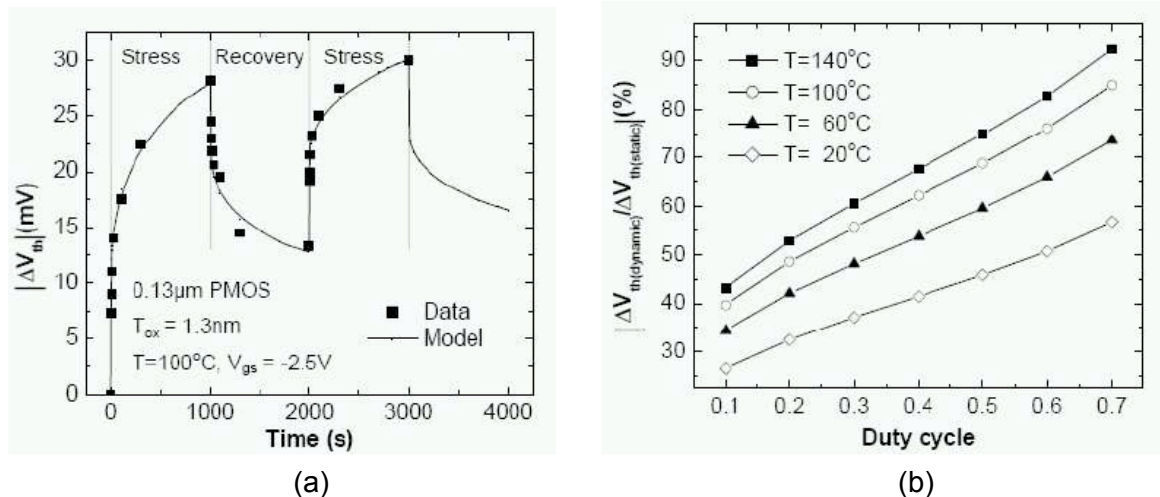 35
30
25
20
15
10
5
0
|ΔVth|(mV)
Stress
Recovery
Stress
0.13μm PMOS
Tox = 1.3nm
T=100°C, Vgs = -2.5V
Data
Model
0 1000 2000 3000 4000
Time (s)
(a)
90
80
70
60
50
40
30
|ΔVth(dynamic)/ΔVth(static)|(%)
T=140°C
T=100°C
T= 60°C
T= 20°C
0.1 0.2 0.3 0.4 0.5 0.6 0.7
Duty cycle
(b)